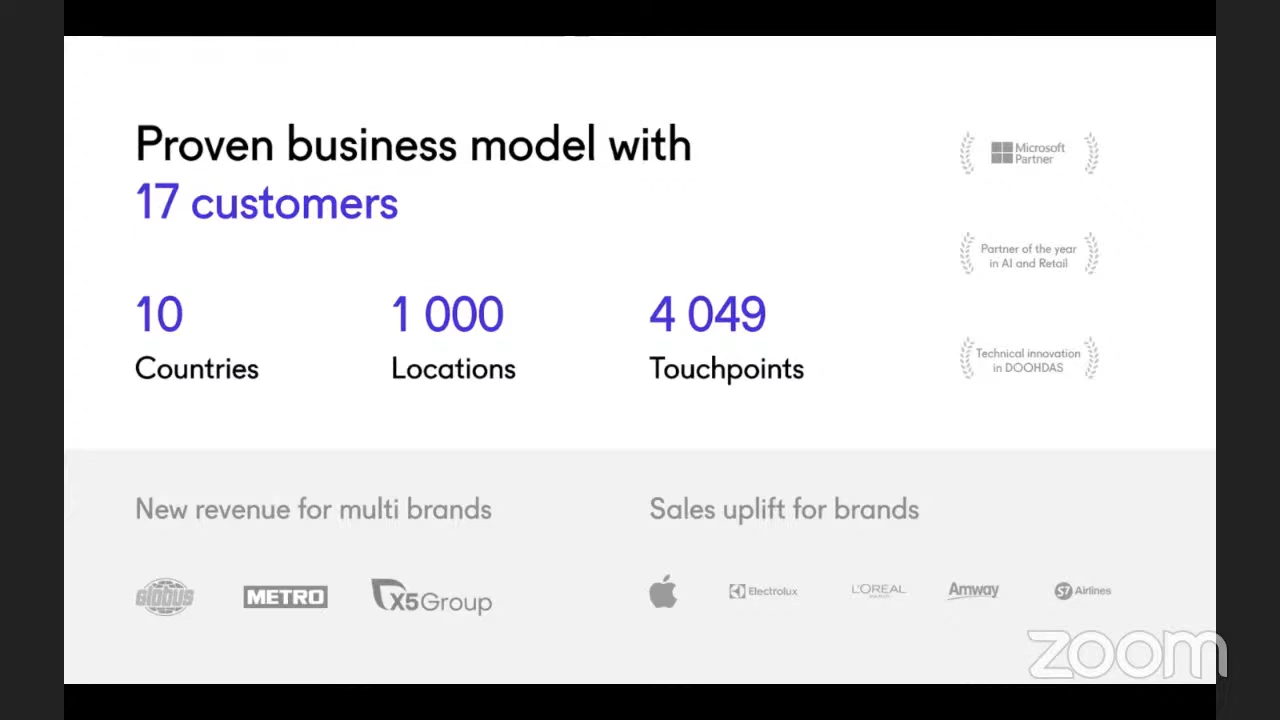 Proven business model with
17 customers
10
Countries
1 000
Locations
4 049
Touchpoints
Microsoft
Partner
Partner of the year
in AI and Retail
Technical innovation
in DOOHDAS
New revenue for multi brands
GLOBUS
METRO
X5Group
Sales uplift for brands
Electrolux
L'ORÉAL
Amway
S7 Airlines
zoom